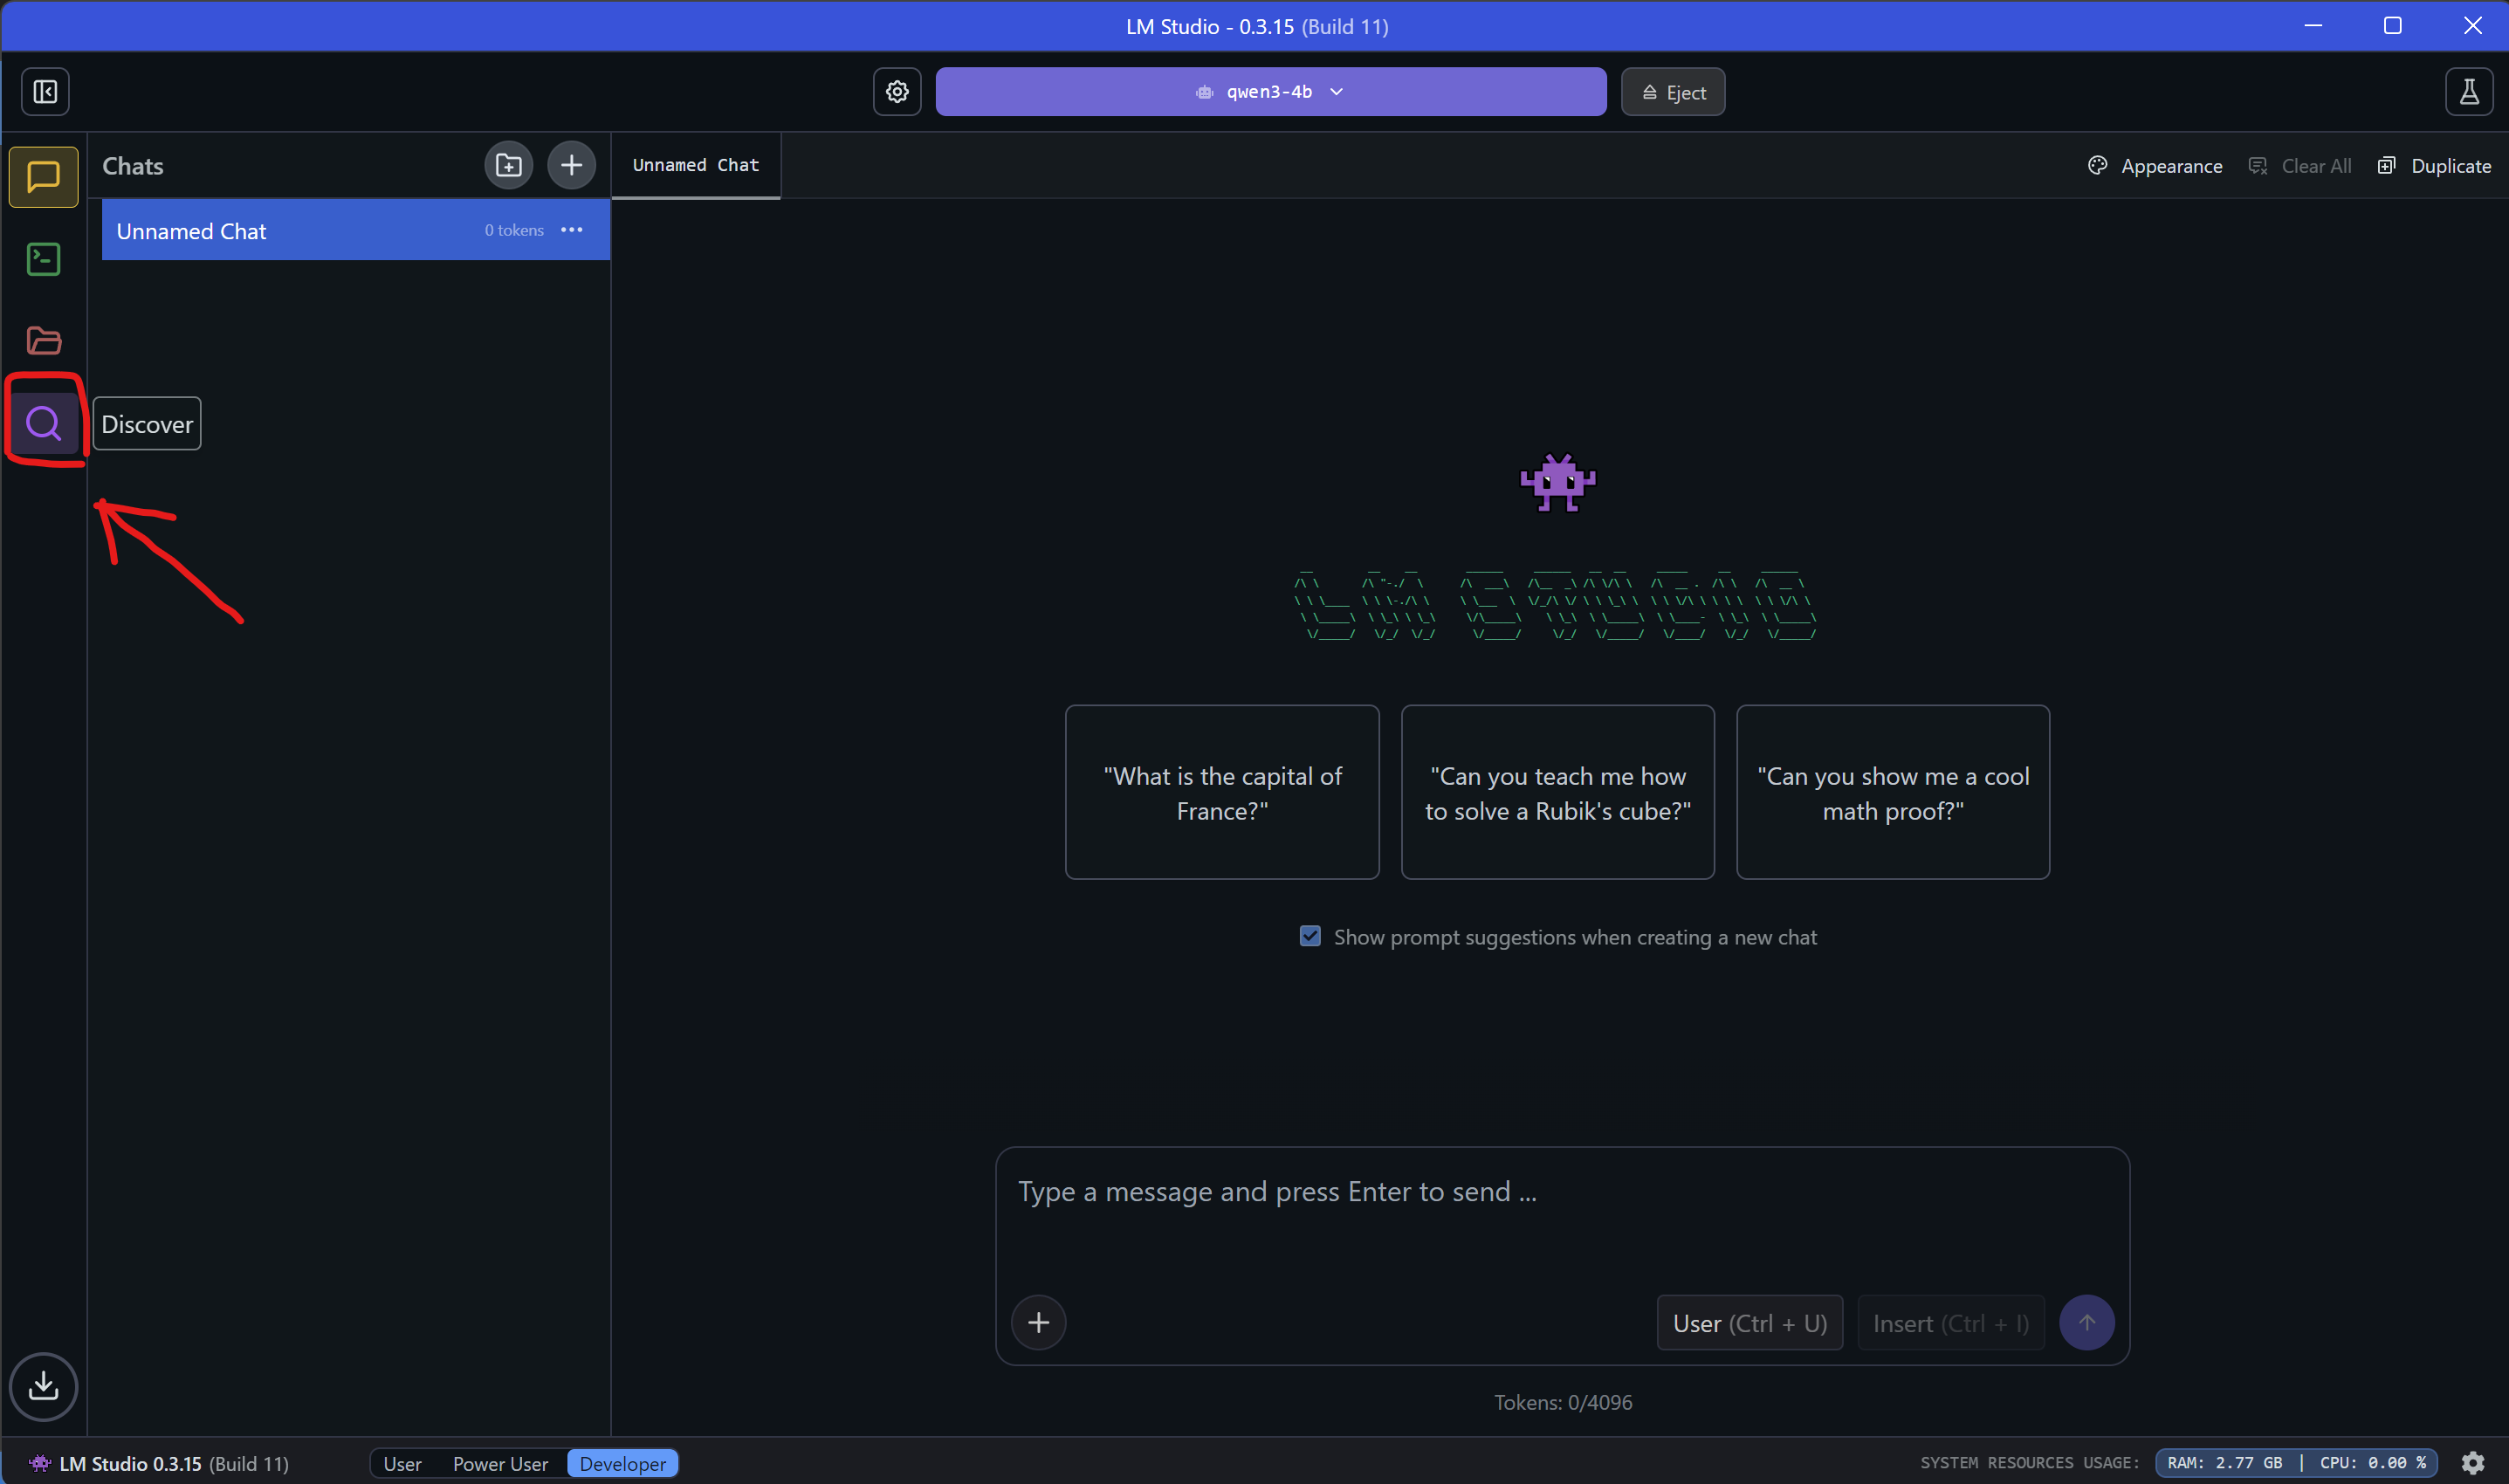 LM Studio - 0.3.15 (Build 11)
qwen3-4b
Eject
Chats
Unnamed Chat
Appearance
Clear All
Duplicate
Unnamed Chat
0 tokens
Discover
LM STUDIO
"What is the capital of
France?"
"Can you teach me how
to solve a Rubik's cube?"
"Can you show me a cool
math proof?"
Show prompt suggestions when creating a new chat
Type a message and press Enter to send ...
User (Ctrl + U)
Insert (Ctrl + I)
Tokens: 0/4096
LM Studio 0.3.15 (Build 11)
User
Power User
Developer
SYSTEM RESOURCES USAGE:
RAM: 2.77 GB | CPU: 0.00 %